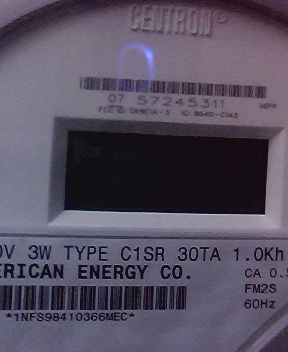 CENTRON®
07 57245311
0V 3W TYPE C1SR 30TA 1.0Kh
ERICAN ENERGY CO.
CA 0.5
FM2S
60Hz
*1NFS98410366MEC*